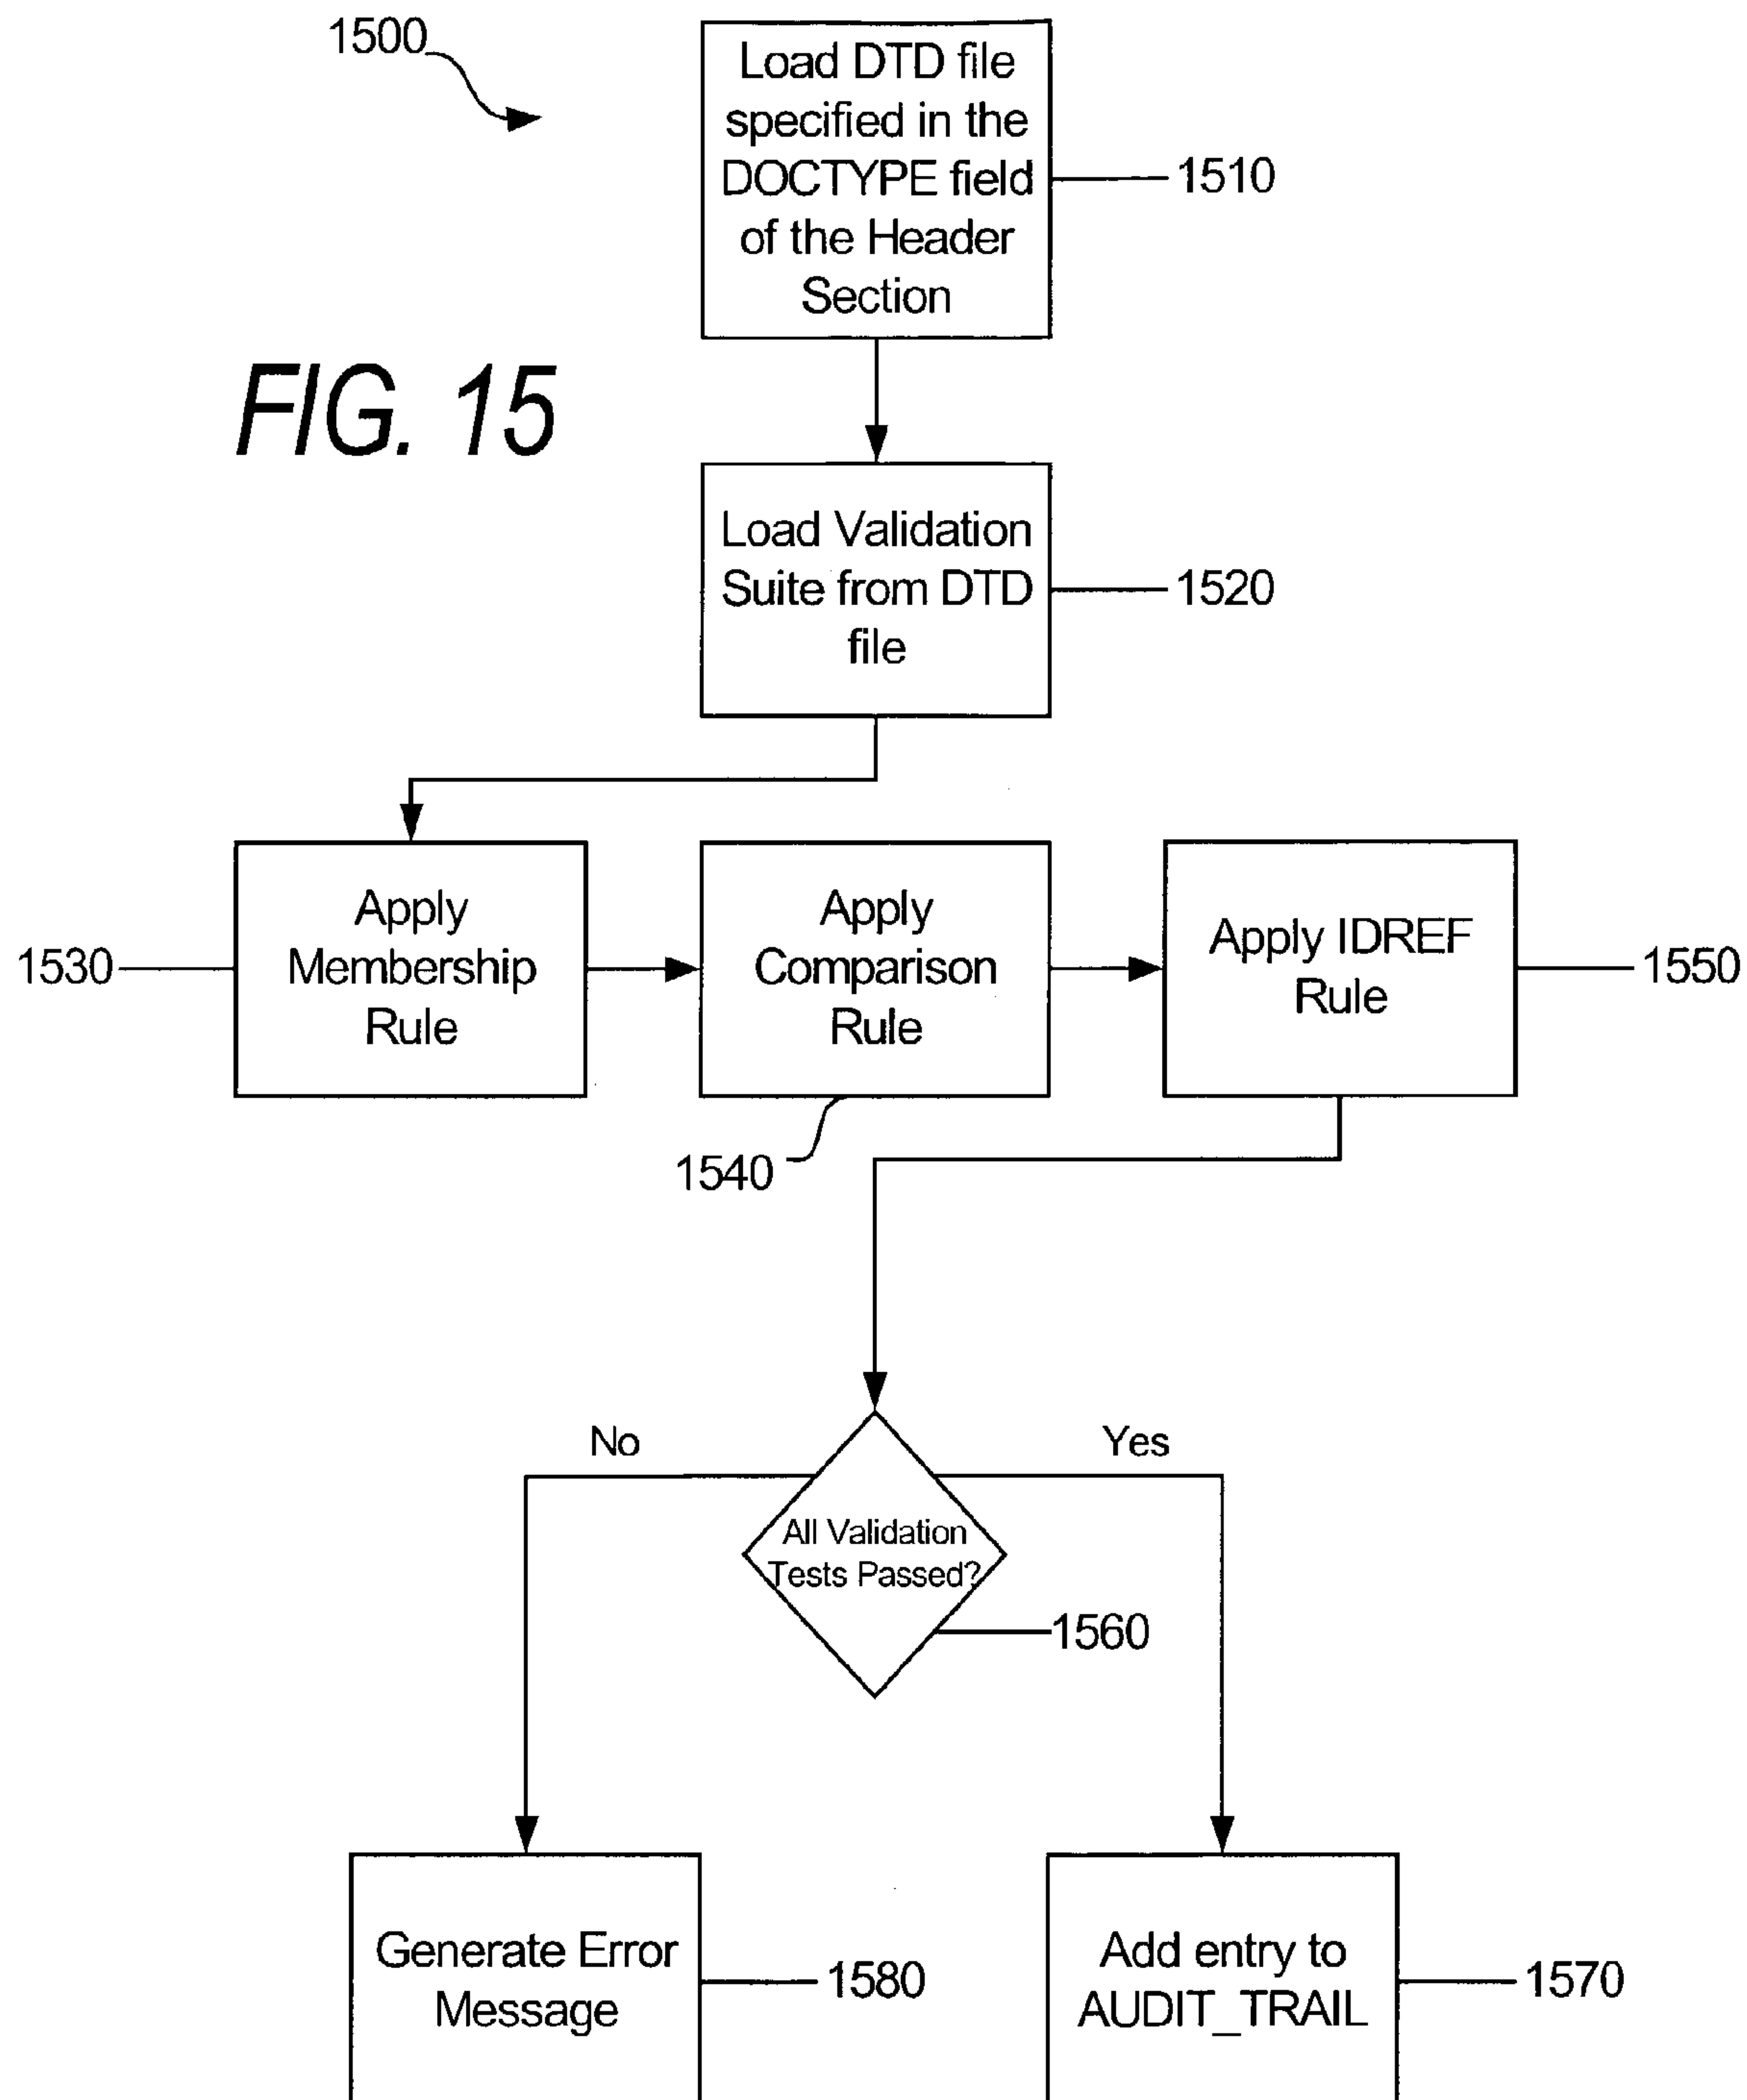 1500
Load DTD file
specified in the
DOCTYPE field
of the Header
Section
1510
FIG. 15
Load Validation
Suite from DTD
file
1520
1530
Apply
Membership
Rule
Apply
Comparison
Rule
1540
Apply IDREF
Rule
1550
No
Yes
All Validation
Tests Passed?
1560
Generate Error
Message
1580
Add entry to
AUDIT_TRAIL
1570